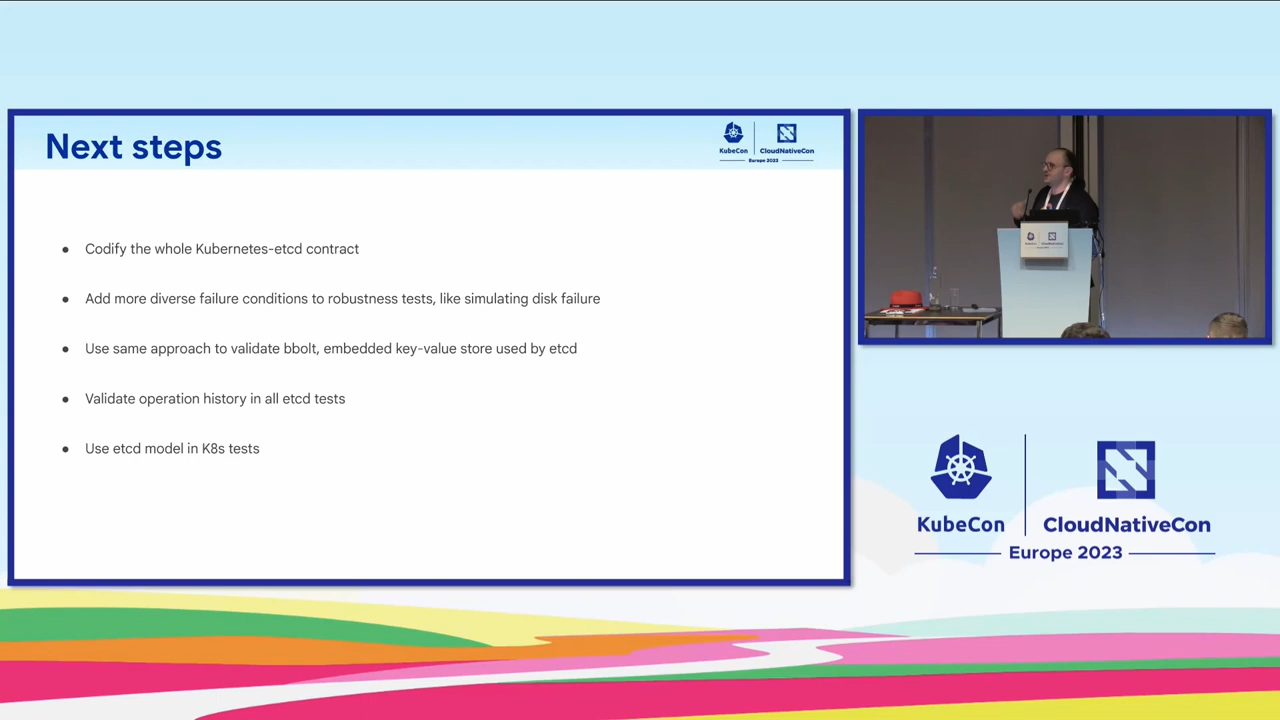 Next steps
KubeCon
CloudNativeCon
Europe 2023
● Codify the whole Kubernetes-etcd contract
● Add more diverse failure conditions to robustness tests, like simulating disk failure
● Use same approach to validate bbolt, embedded key-value store used by etcd
● Validate operation history in all etcd tests
● Use etcd model in K8s tests
KubeCon
CloudNativeCon
Europe 2023